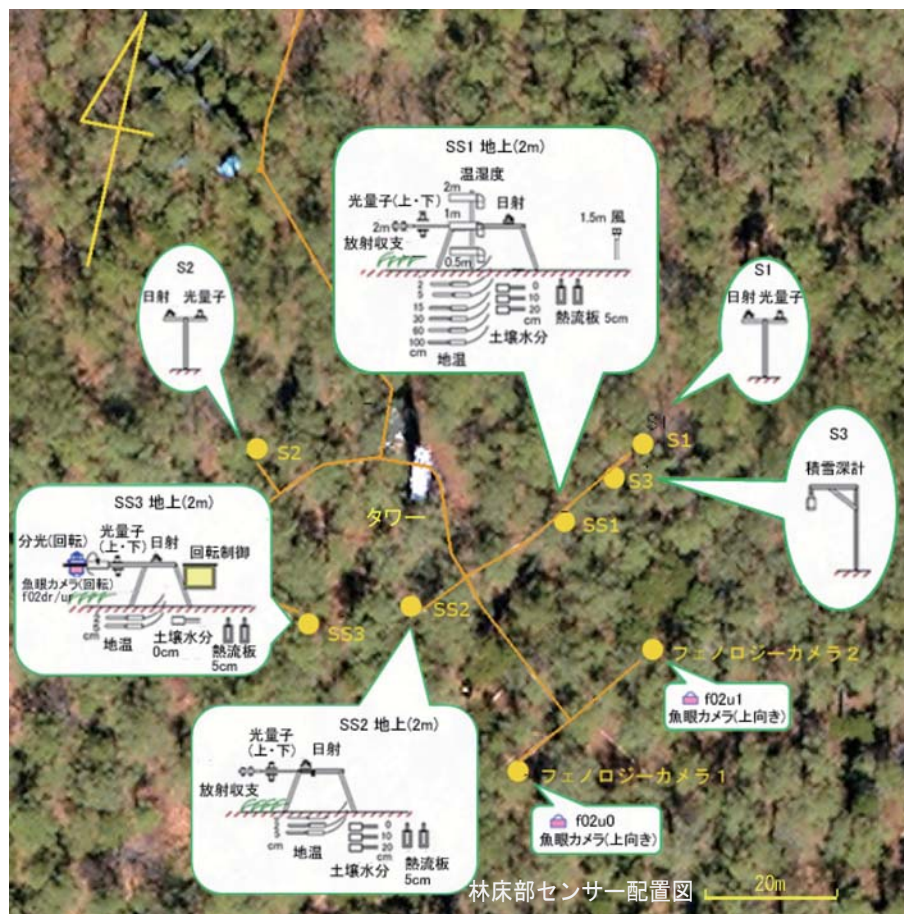 SS1 地上(2m)
温湿度
2m
光量子(上・下)
日射
1m
2m
1.5m 風
放射収支
0.5m
2
5
15
30
60
100
cm
地温
0
10
20
cm
土壌水分
熱流板 5cm
S2
日射 光量子
S1
日射 光量子
S3
積雪深計
S1
S1
S2
S3
SS1
タワー
SS3 地上(2m)
分光(回転)
光量子
(上・下)
日射
回転制御
魚眼カメラ(回転)
f02dr/ur
cm
地温
土壌水分
0cm
熱流板
5cm
SS3
SS2
フェノロジーカメラ2
f02u1
魚眼カメラ(上向き)
SS2 地上(2m)
光量子
(上・下)
日射
放射収支
cm
地温
0
10
20
cm
土壌水分
熱流板
5cm
フェノロジーカメラ1
f02u0
魚眼カメラ(上向き)
林床部センサー配置図
20m